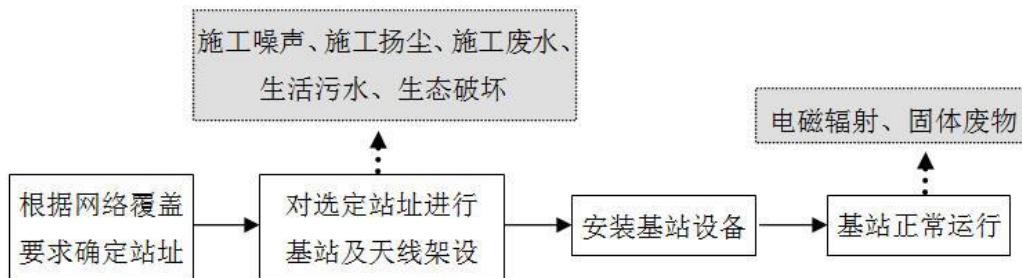 施工噪声、施工扬尘、施工废水、
生活污水、生态破坏
电磁辐射、固体废物
根据网络覆盖
要求确定站址
对选定站址进行
基站及天线架设
安装基站设备
基站正常运行